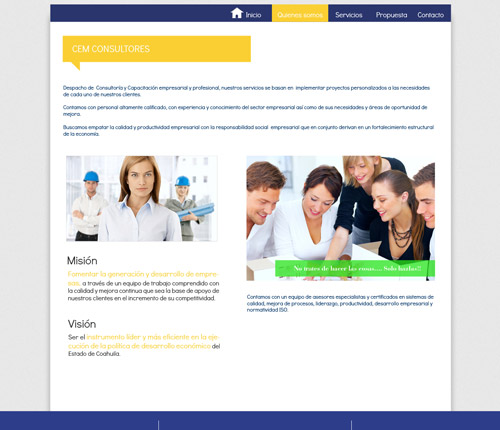 Inicio
Quienes somos
Servicios
Propuesta
Contacto
CEM CONSULTORES
Despacho de Consultoría y Capacitación empresarial y profesional, nuestros servicios se basan en implementar proyectos personalizados a las necesidades
de cada uno de nuestros clientes.
Contamos con personal altamente calificado, con experiencia y conocimiento del sector empresarial así como de sus necesidades y áreas de oportunidad de
mejora.
Buscamos empatar la calidad y productividad empresarial con la responsabilidad social empresarial que en conjunto derivan en un fortalecimiento estructural
de la economía.
Misión
Fomentar la generación y desarrollo de empre-
sas; a través de un equipo de trabajo comprendido con
la calidad y mejora continua que sea la base de apoyo de
nuestros clientes en el incremento de su competitividad.
Visión
Ser el instrumento líder y más eficiente en la eje-
cución de la política de desarrollo económico del
Estado de Coahuila.
No trates de hacer las cosas.... Solo hazlas!!
Contamos con un equipo de asesores especialistas y certificados en sistemas de
calidad, mejora de procesos, liderazgo, productividad, desarrollo empresarial y
normatividad ISO.